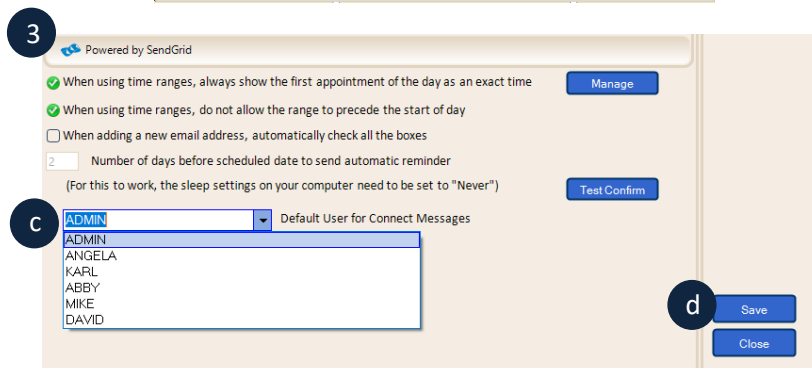 3
Powered by SendGrid
When using time ranges, always show the first appointment of the day as an exact time
Manage
When using time ranges, do not allow the range to precede the start of day
When adding a new email address, automatically check all the boxes
2 Number of days before scheduled date to send automatic reminder
(For this to work, the sleep settings on your computer need to be set to "Never")
Test Confirm
c
ADMIN Default User for Connect Messages
ADMIN
ANGELA
KARL
ABBY
MIKE
DAVID
d
Save
Close